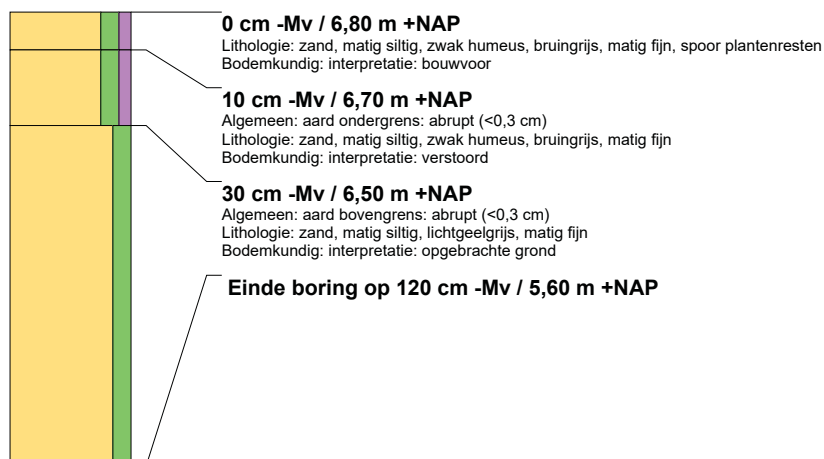 0 cm -Mv / 6,80 m +NAP
Lithologie: zand, matig siltig, zwak humeus, bruingrijs, matig fijn, spoor plantenresten
Bodemkundig: interpretatie: bouwvoor
10 cm -Mv / 6,70 m +NAP
Algemeen: aard ondergrens: abrupt (<0,3 cm)
Lithologie: zand, matig siltig, zwak humeus, bruingrijs, matig fijn
Bodemkundig: interpretatie: verstoord
30 cm -Mv / 6,50 m +NAP
Algemeen: aard bovengrens: abrupt (<0,3 cm)
Lithologie: zand, matig siltig, lichtgeelgrijs, matig fijn
Bodemkundig: interpretatie: opgebrachte grond
Einde boring op 120 cm -Mv / 5,60 m +NAP